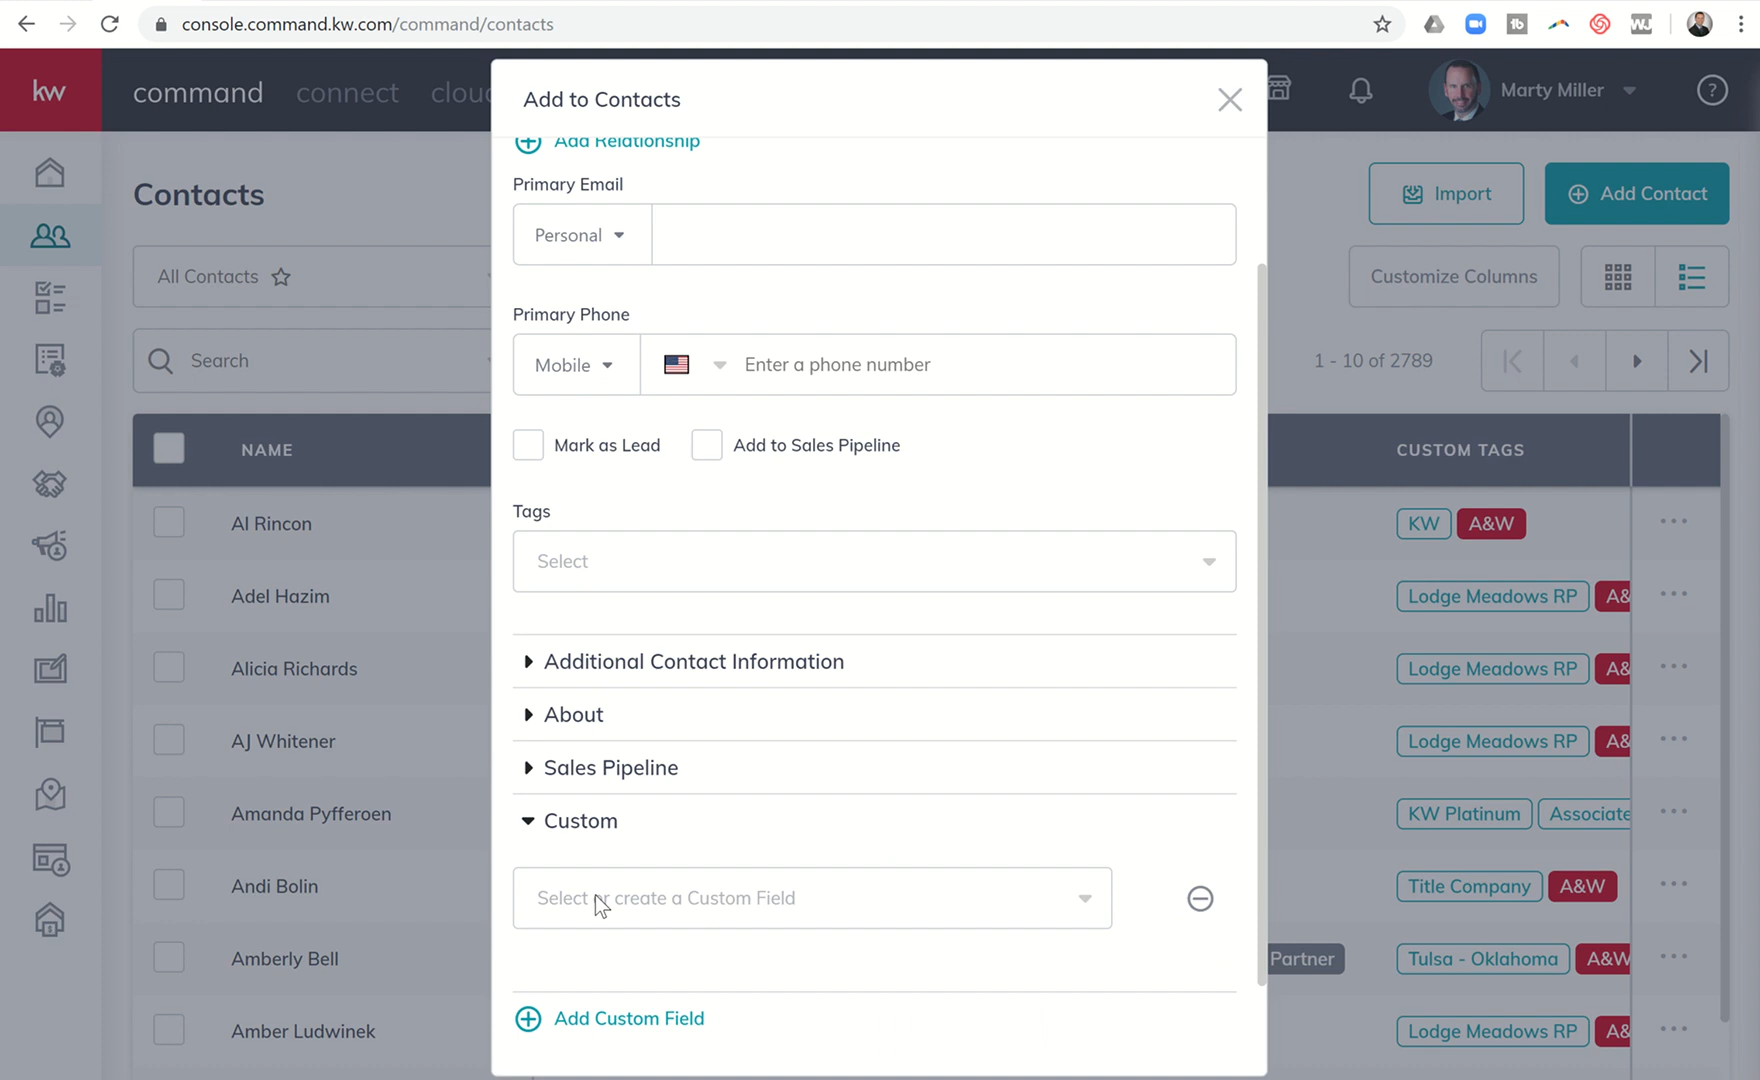 console.command.kw.com/command/contacts
kw
command
connect
clou
Add to Contacts
Marty Miller
Add Relationship
Contacts
Import
Add Contact
Primary Email
Personal
All Contacts
Customize Columns
Primary Phone
Mobile
Enter a phone number
Search
1 - 10 of 2789
Mark as Lead
Add to Sales Pipeline
NAME
CUSTOM TAGS
Tags
Select
Al Rincon
KW
A&W
Adel Hazim
Lodge Meadows RP
A&
Additional Contact Information
Alicia Richards
Lodge Meadows RP
A&
About
AJ Whitener
Lodge Meadows RP
A&
Sales Pipeline
Amanda Pyfferoen
KW Platinum
Associate
Custom
Andi Bolin
Select or create a Custom Field
Title Company
A&W
Amberly Bell
Partner
Tulsa - Oklahoma
A&W
Add Custom Field
Amber Ludwinek
Lodge Meadows RP
A&